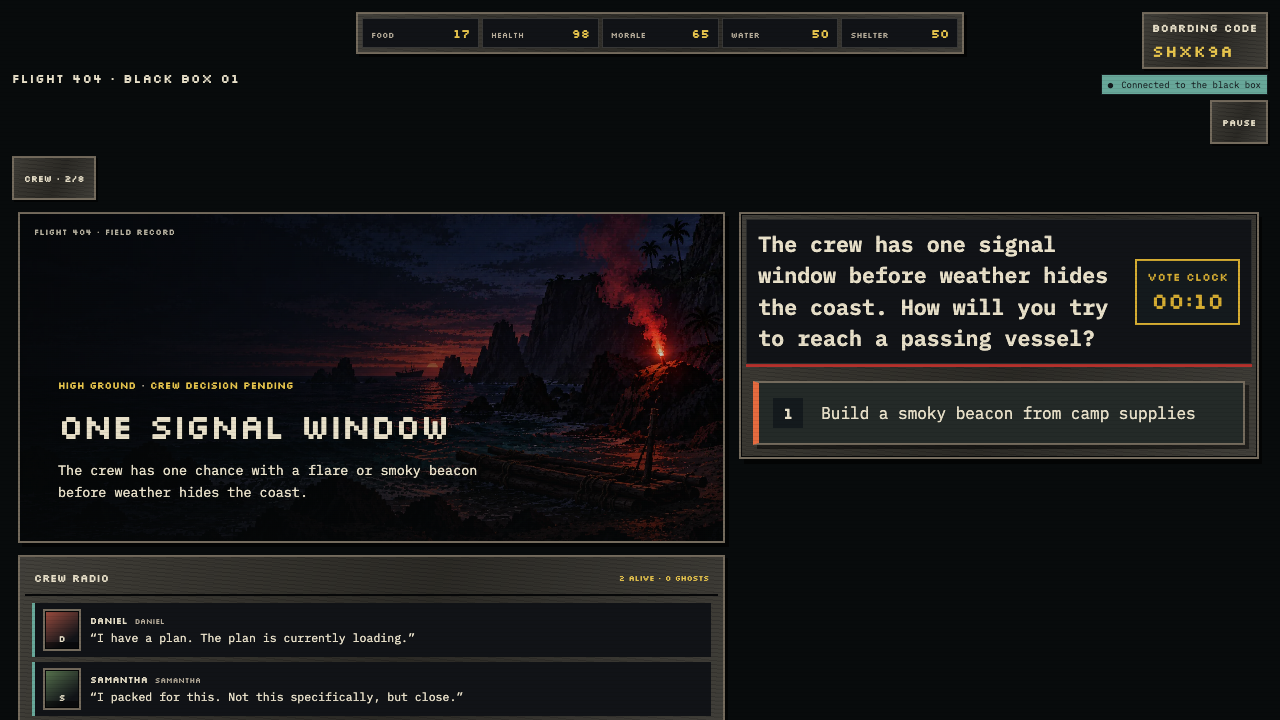 FOOD 17 HEALTH 98 MORALE 65 WATER 50 SHELTER 50
BOARDING CODE
SHXK9A
FLIGHT 404 · BLACK BOX 01
● Connected to the black box
PAUSE
CREW · 2/8
FLIGHT 404 · FIELD RECORD
HIGH GROUND · CREW DECISION PENDING
ONE SIGNAL WINDOW
The crew has one chance with a flare or smoky beacon
before weather hides the coast.
The crew has one signal
window before weather hides
the coast. How will you try
to reach a passing vessel?
VOTE CLOCK
00:10
1 Build a smoky beacon from camp supplies
CREW RADIO 2 ALIVE · 0 GHOSTS
D
DANIEL DANIEL
“I have a plan. The plan is currently loading.”
S
SAMANTHA SAMANTHA
“I packed for this. Not this specifically, but close.”